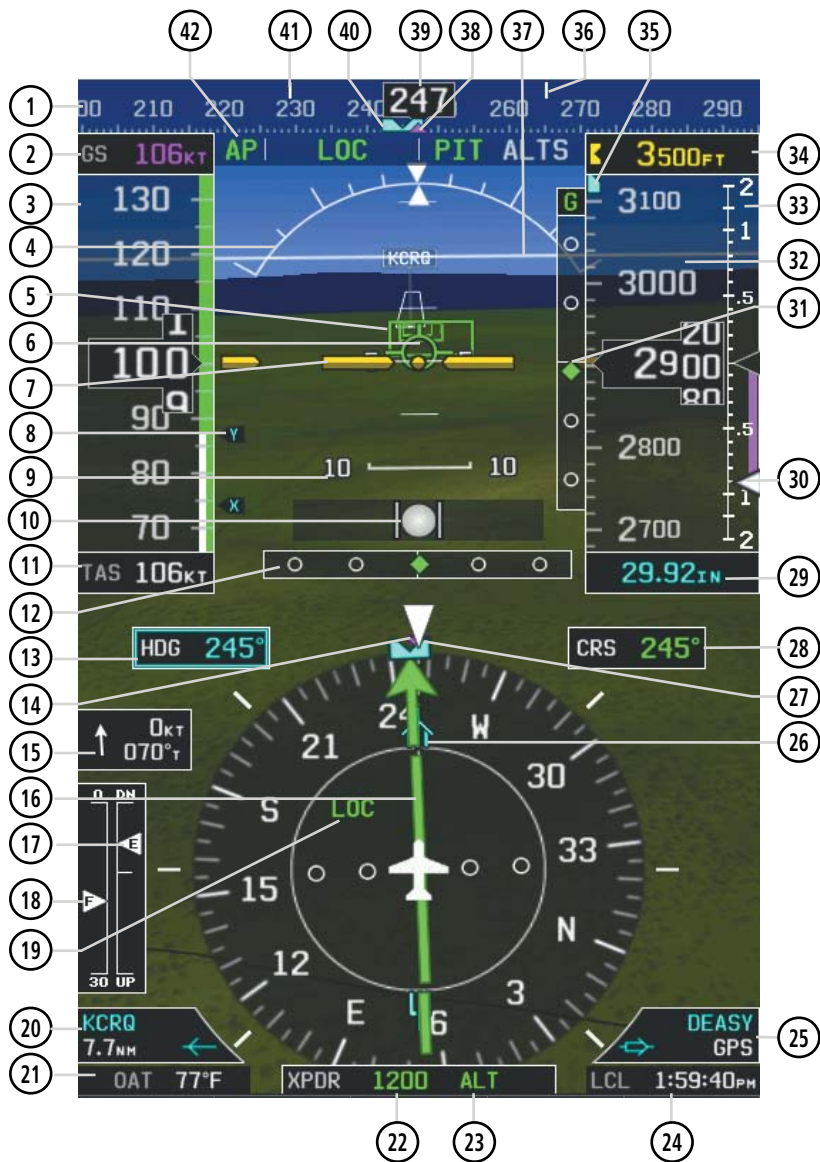 42 41 40 39 38 37 36 35
1 210 220 230 24 247 260 270 280 290
2 GS 106KT AP LOC PIT ALTS 3500FT 34
3 130 G 3100 2 33
1
4 120 KCRQ 3000 32
5 110 .5 31
6 1 20
7 100 2900
9 80
8 90 Y .5
9 80 10 10 2800 30
1
10 70 X 2700 2
11 TAS 106KT 29.92IN 29
12
13 HDG 245° CRS 245° 28
14 27
15 0KT 070°T 24 W 26
16 21 30
0 DN S LOC 33
17 E
18 F 15 N
19 12 3
30 UP E 6
20 KCRQ DEASY 25
7.7NM GPS
21 OAT 77°F XPDR 1200 ALT LCL 1:59:40PM
22 23 24